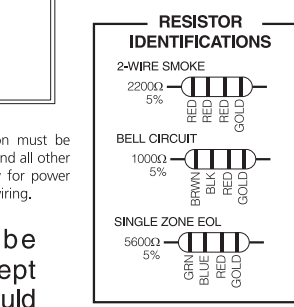 on must be
nd all other
for power
iring.
be
ept
uld
RESISTOR
IDENTIFICATIONS
2-WIRE SMOKE
2200Ω
5%
RED
RED
RED
GOLD
BELL CIRCUIT
1000Ω
5%
BRWN
BLK
RED
GOLD
SINGLE ZONE EOL
5600Ω
5%
GRN
BLUE
RED
GOLD